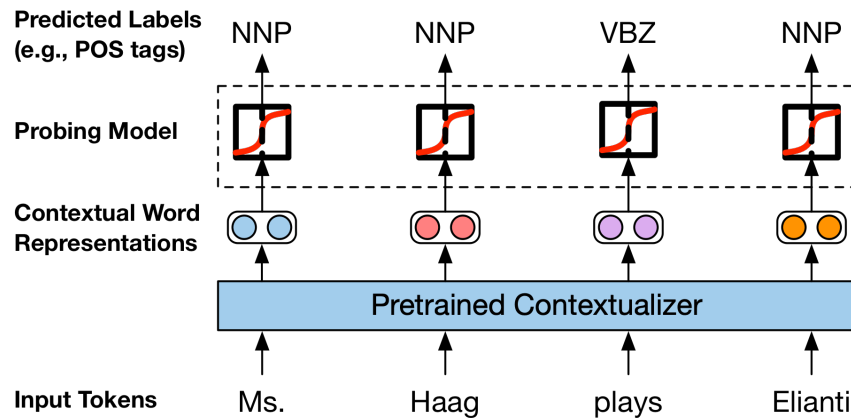 Predicted Labels
(e.g., POS tags)
NNP NNP VBZ NNP
Probing Model
Contextual Word
Representations
Pretrained Contextualizer
Input Tokens Ms. Haag plays Elianti